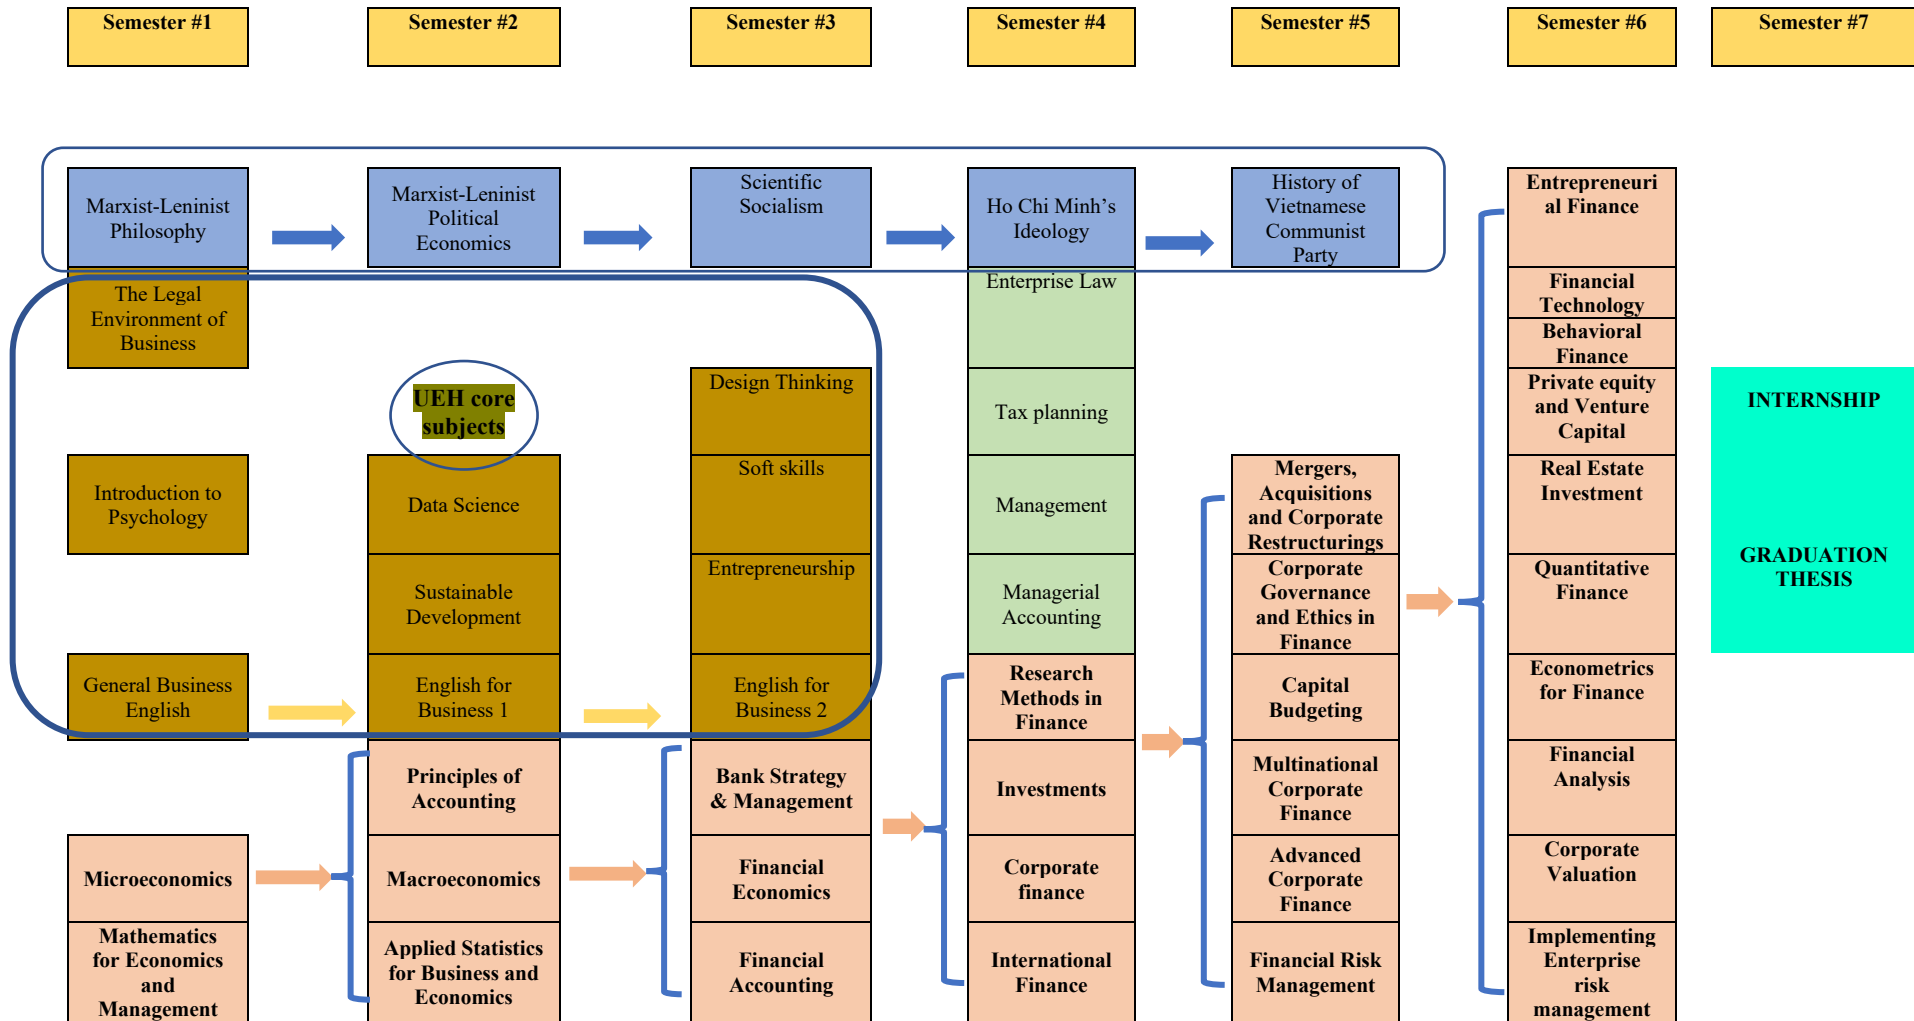 Semester #1
Semester #2
Semester #3
Semester #4
Semester #5
Semester #6
Semester #7
Marxist-Leninist
Philosophy
Marxist-Leninist
Political
Economics
Scientific
Socialism
Ho Chi Minh’s
Ideology
History of
Vietnamese
Communist
Party
Entrepreneuri
al Finance
The Legal
Environment of
Business
Enterprise Law
Financial
Technology
Behavioral
Finance
UEH core
subjects
Design Thinking
Tax planning
Private equity
and Venture
Capital
INTERNSHIP
Introduction to
Psychology
Data Science
Soft skills
Management
Mergers,
Acquisitions
and Corporate
Restructurings
Real Estate
Investment
Sustainable
Development
Entrepreneurship
Managerial
Accounting
Corporate
Governance
and Ethics in
Finance
Quantitative
Finance
GRADUATION
THESIS
General Business
English
English for
Business 1
English for
Business 2
Research
Methods in
Finance
Capital
Budgeting
Econometrics
for Finance
Principles of
Accounting
Bank Strategy
& Management
Investments
Multinational
Corporate
Finance
Financial
Analysis
Microeconomics
Macroeconomics
Financial
Economics
Corporate
finance
Advanced
Corporate
Finance
Corporate
Valuation
Mathematics
for Economics
and
Management
Applied Statistics
for Business and
Economics
Financial
Accounting
International
Finance
Financial Risk
Management
Implementing
Enterprise
risk
management